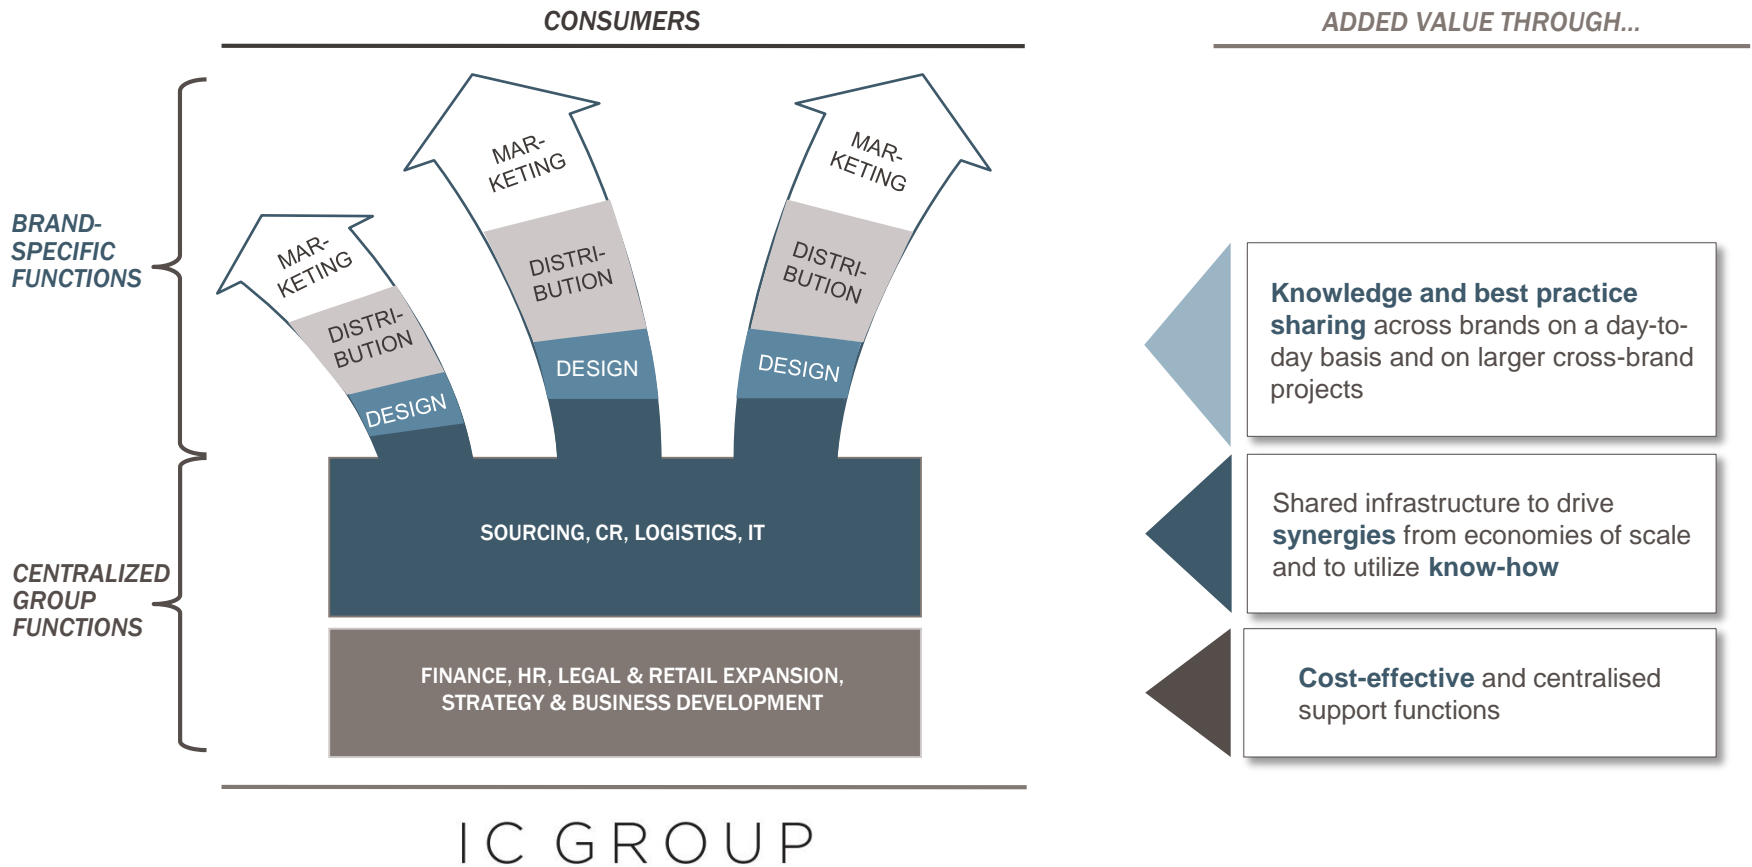 CONSUMERS
ADDED VALUE THROUGH...
BRAND-
SPECIFIC
FUNCTIONS
MAR-
KETING
DISTRI-
BUTION
DESIGN
MAR-
KETING
DISTRI-
BUTION
DESIGN
MAR-
KETING
DISTRI-
BUTION
DESIGN
Knowledge and best practice
sharing across brands on a day-to-
day basis and on larger cross-brand
projects
CENTRALIZED
GROUP
FUNCTIONS
SOURCING, CR, LOGISTICS, IT
Shared infrastructure to drive
synergies from economies of scale
and to utilize know-how
FINANCE, HR, LEGAL & RETAIL EXPANSION,
STRATEGY & BUSINESS DEVELOPMENT
Cost-effective and centralised
support functions
IC GROUP